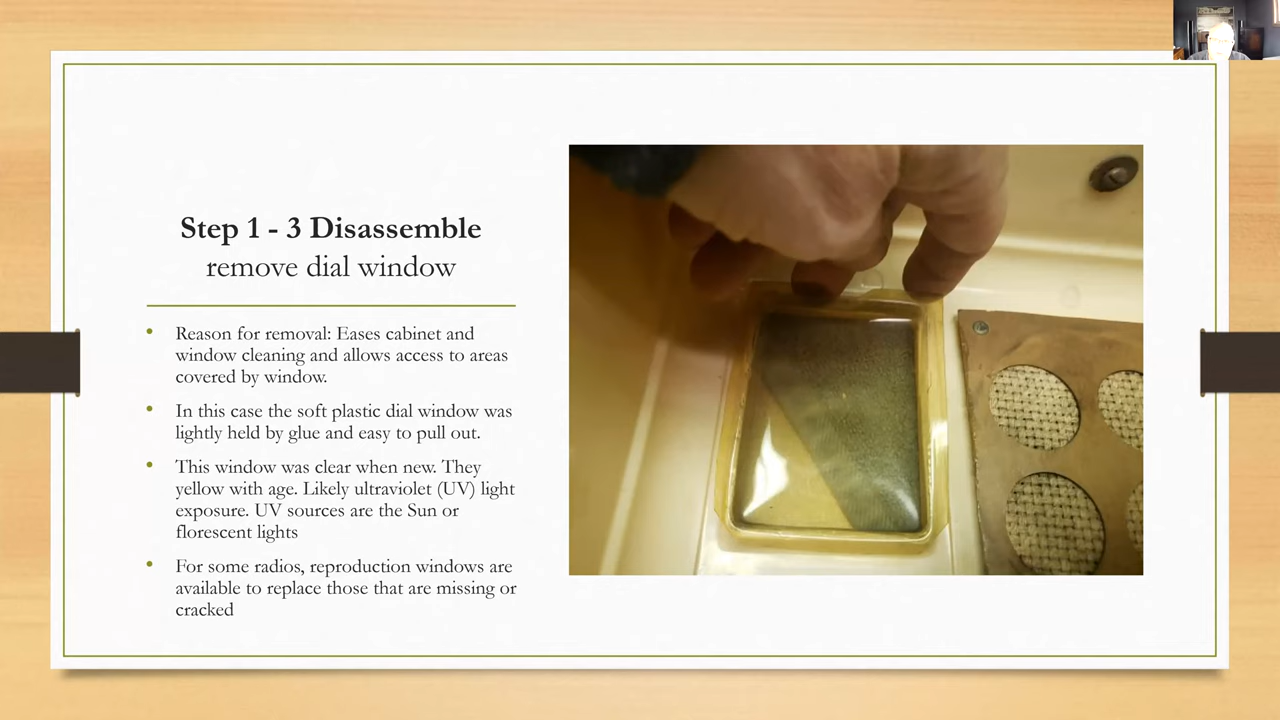 Step 1 - 3 Disassemble
remove dial window
• Reason for removal: Eases cabinet and
window cleaning and allows access to areas
covered by window.
• In this case the soft plastic dial window was
lightly held by glue and easy to pull out.
• This window was clear when new. They
yellow with age. Likely ultraviolet (UV) light
exposure. UV sources are the Sun or
florescent lights
• For some radios, reproduction windows are
available to replace those that are missing or
cracked